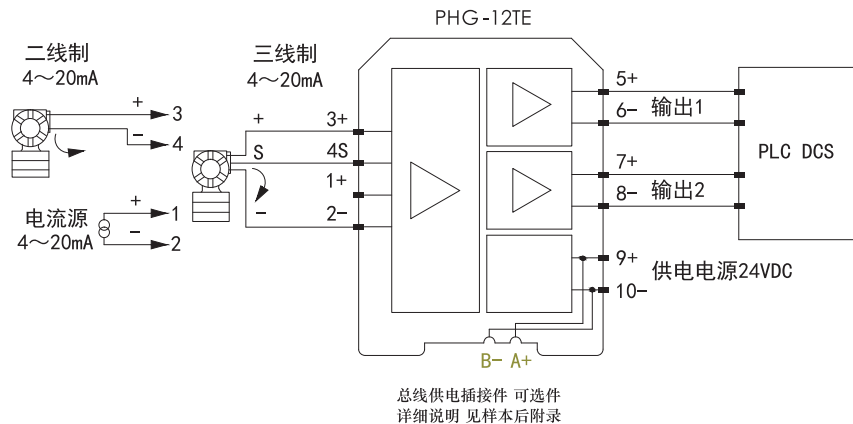 PHG-12TE
二线制
4～20mA
+
3
-
4
电流源
4～20mA
+
1
-
2
三线制
4～20mA
+
S
-
3+
4S
1+
2-
5+
6-
输出1
7+
8-
输出2
9+
10-
供电电源24VDC
PLC DCS
B- A+
总线供电插接件 可选件
详细说明 见样本后附录